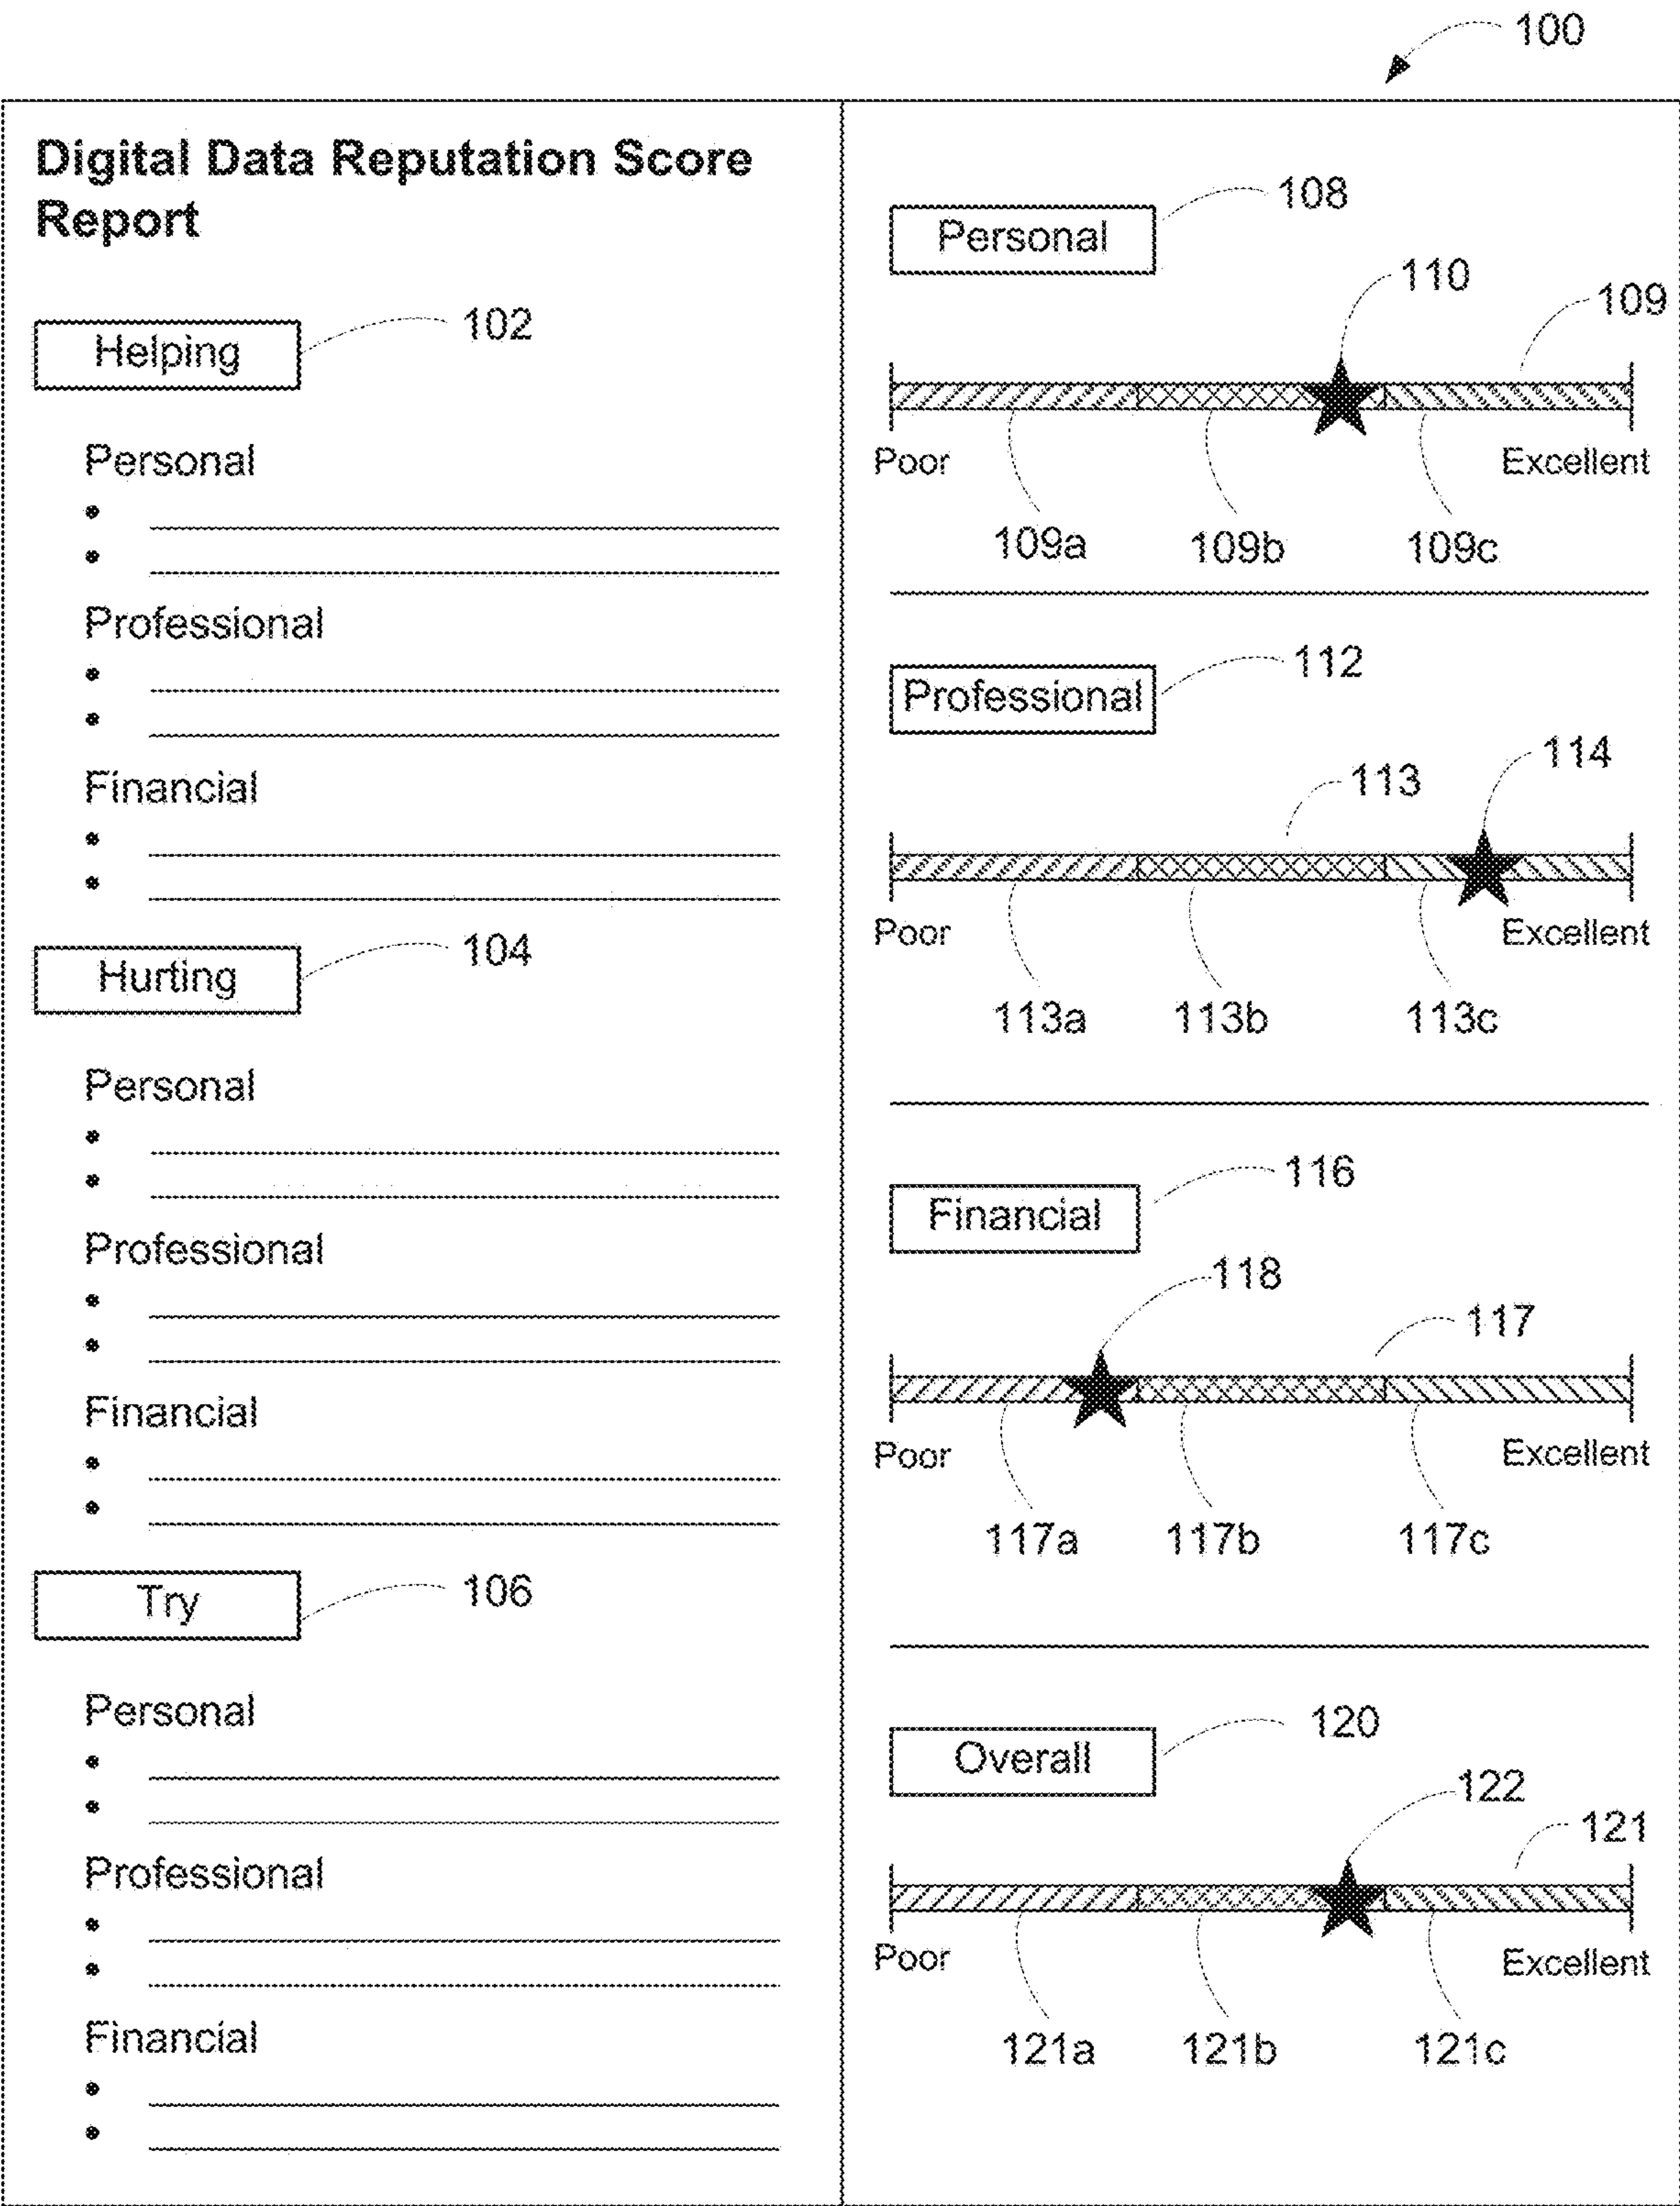 100
Digital Data Reputation Score
Report
Helping
102
Personal
Professional
Financial
Hurting
104
Personal
Professional
Financial
Try
106
Personal
Professional
Financial
108
Personal
110
109
Poor
Excellent
109a
109b
109c
112
Professional
114
113
Poor
Excellent
113a
113b
113c
116
Financial
118
117
Poor
Excellent
117a
117b
117c
120
Overall
122
121
Poor
Excellent
121a
121b
121c